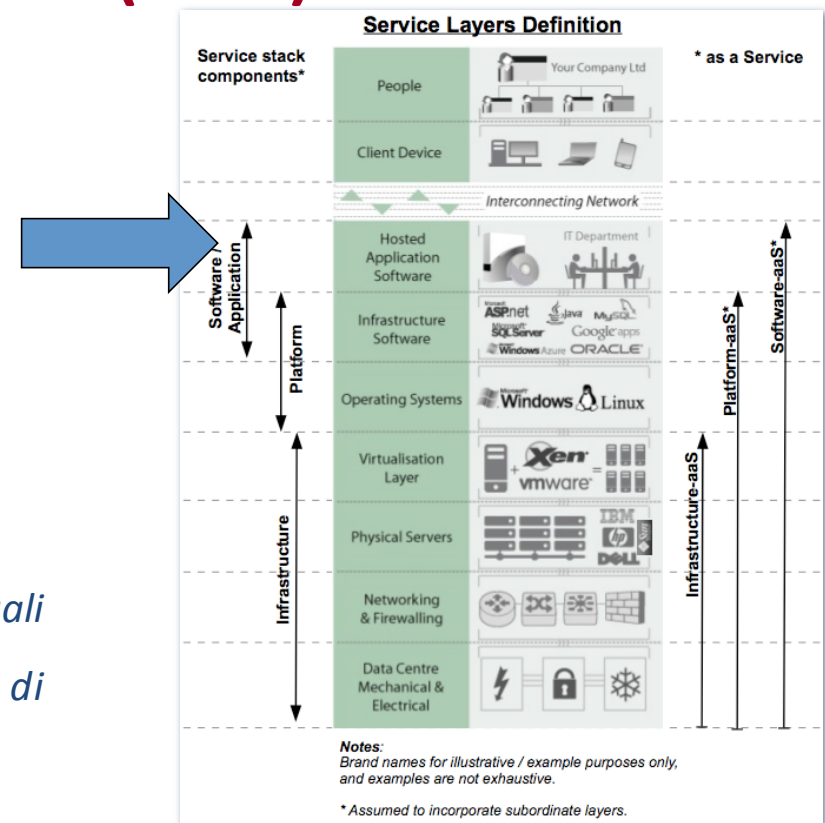 Service Layers Definition
Service stack
components*
* as a Service
People
Your Company Ltd
Client Device
Interconnecting Network
Hosted
Application
Software
IT Department
Infrastructure
Software
Microsoft
ASP.net
Java
MySQL
Microsoft
SQL Server
Google apps
Windows Azure
ORACLE
Operating Systems
Microsoft
Windows
Linux
Virtualisation
Layer
+
Xen
=
vmware
Physical Servers
IBM
hp
DELL
Networking
& Firewalling
Data Centre
Mechanical &
Electrical
Software /
Application
Platform
Infrastructure
Infrastructure-aaS
Platform-aaS*
Software-aaS*
ali
di
Notes:
Brand names for illustrative / example purposes only,
and examples are not exhaustive.
* Assumed to incorporate subordinate layers.